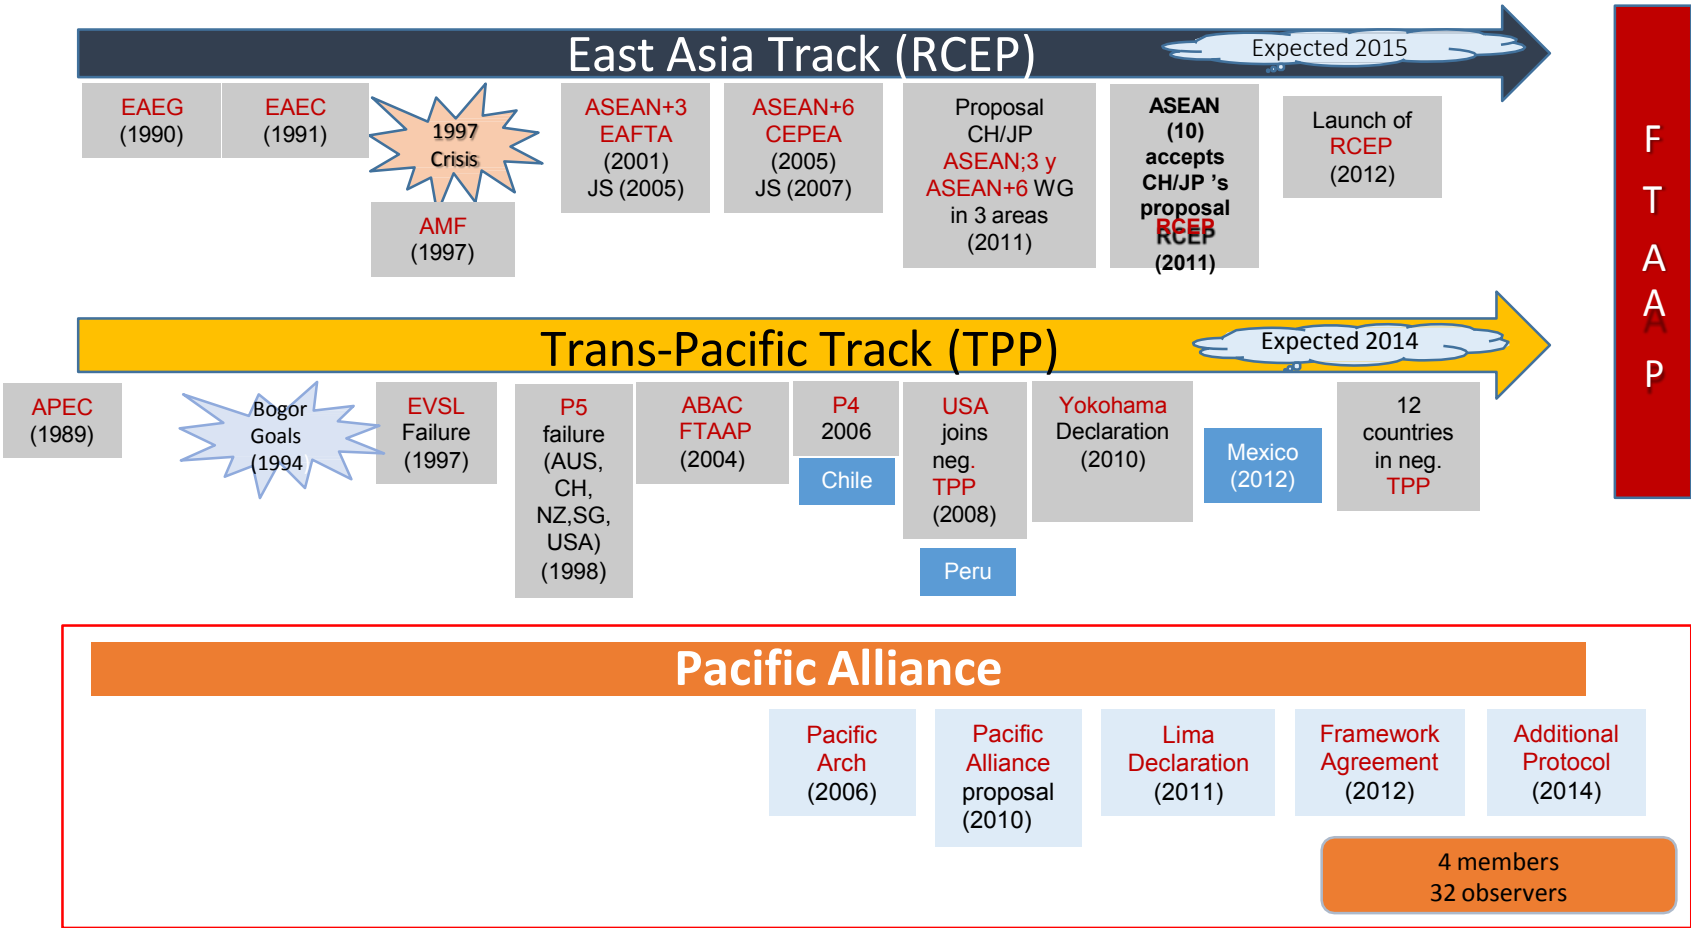 East Asia Track (RCEP)
Expected 2015
EAEG
(1990)
EAEC
(1991)
1997
Crisis
AMF
(1997)
ASEAN+3
EAFTA
(2001)
JS (2005)
ASEAN+6
CEPEA
(2005)
JS (2007)
Proposal
CH/JP
ASEAN;3 y
ASEAN+6 WG
in 3 areas
(2011)
ASEAN
(10)
accepts
CH/JP ’s
proposal
RCEP
RCEP
(2011)
Launch of
RCEP
(2012)
F
T
A
A
P
Trans-Pacific Track (TPP)
Expected 2014
APEC
(1989)
Bogor
Goals
(1994
EVSL
Failure
(1997)
P5
failure
(AUS,
CH,
NZ,SG,
USA)
(1998)
ABAC
FTAAP
(2004)
P4
2006
Chile
USA
joins
neg.
TPP
(2008)
Peru
Yokohama
Declaration
(2010)
Mexico
(2012)
12
countries
in neg.
TPP
Pacific Alliance
Pacific
Arch
(2006)
Pacific
Alliance
proposal
(2010)
Lima
Declaration
(2011)
Framework
Agreement
(2012)
Additional
Protocol
(2014)
4 members
32 observers